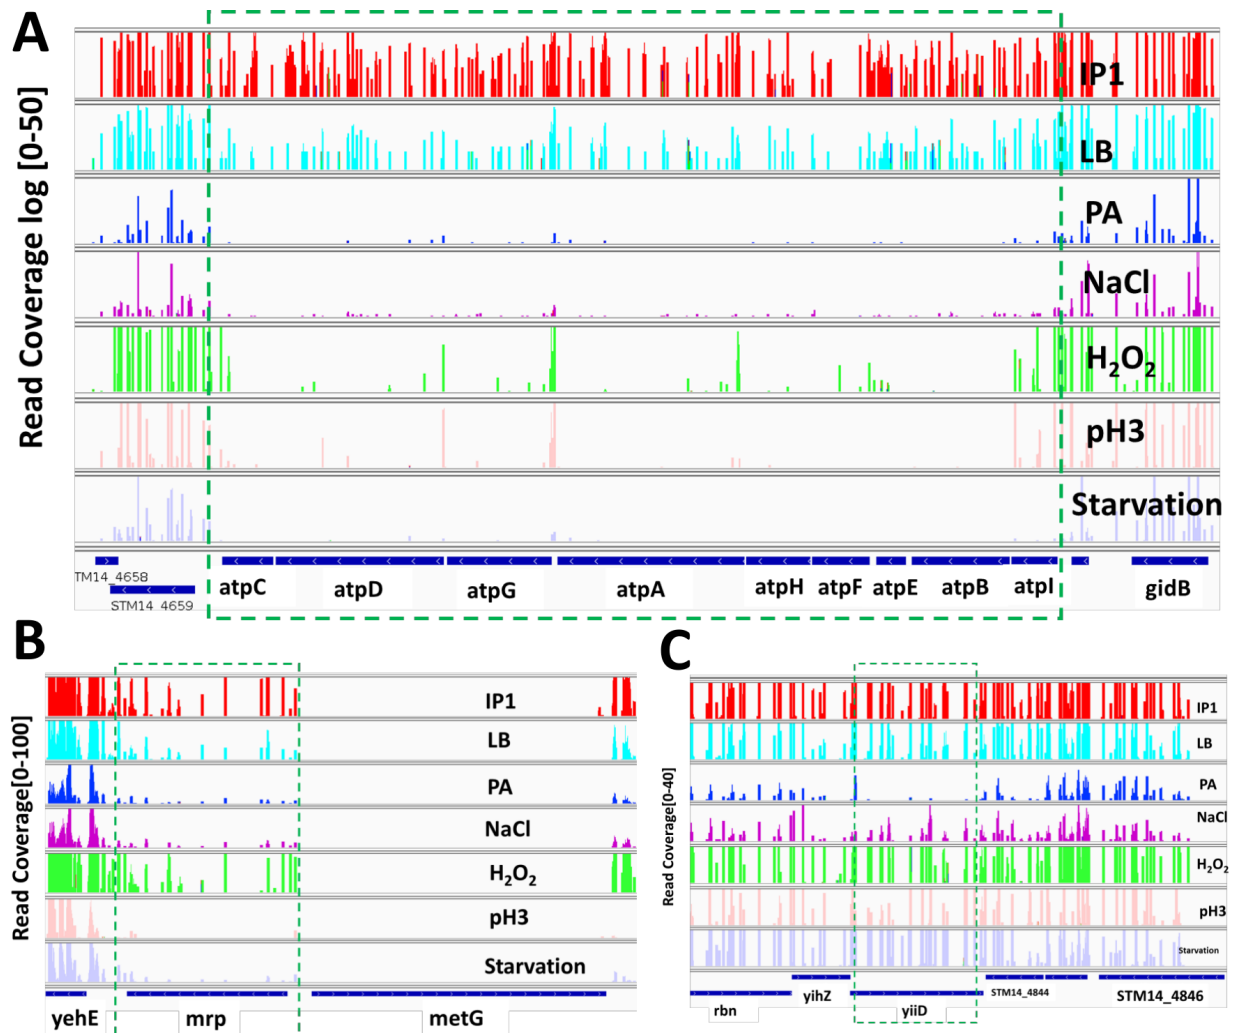 A
Read Coverage log [0-50]
IP1
LB
PA
NaCl
H₂O₂
pH3
Starvation
TM14_4658
STM14_4659
atpC
atpD
atpG
atpA
atpH
atpF
atpE
atpB
atpI
gidB
B
Read Coverage[0-100]
IP1
LB
PA
NaCl
H₂O₂
pH3
Starvation
yehE
mrp
metG
C
Read Coverage[0-40]
IP1
LB
PA
NaCl
H₂O₂
pH3
Starvation
rbn
yihZ
yiiD
STM14_4844
STM14_4846